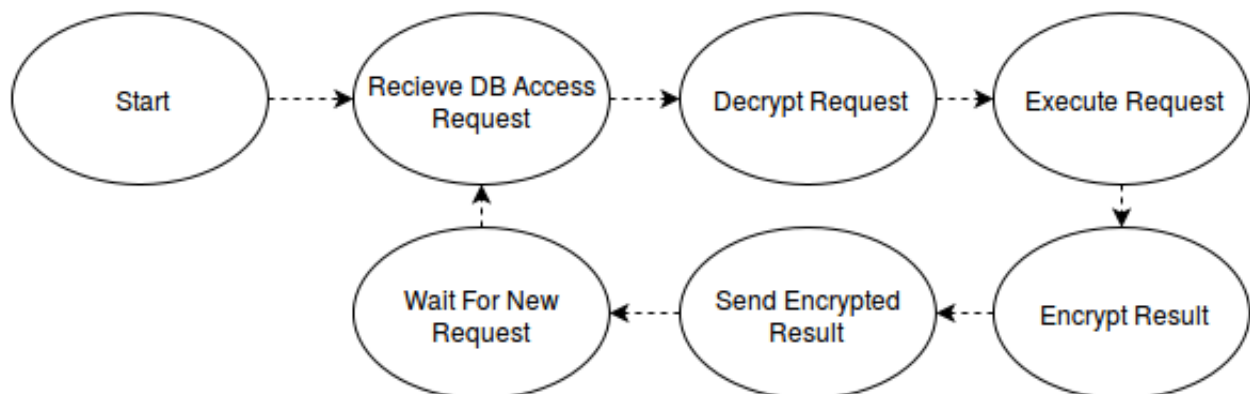 Start
Recieve DB Access
Request
Decrypt Request
Execute Request
Wait For New
Request
Send Encrypted
Result
Encrypt Result